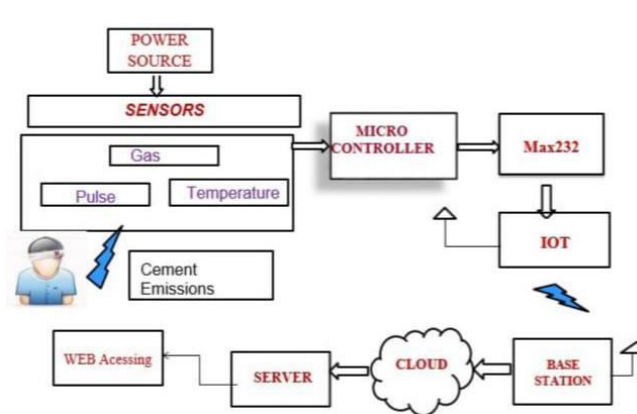 POWER
SOURCE
SENSORS
Gas
Pulse
Temperature
MICRO
CONTROLLER
Max232
IOT
Cement
Emissions
WEB Acessing
SERVER
CLOUD
BASE
STATION